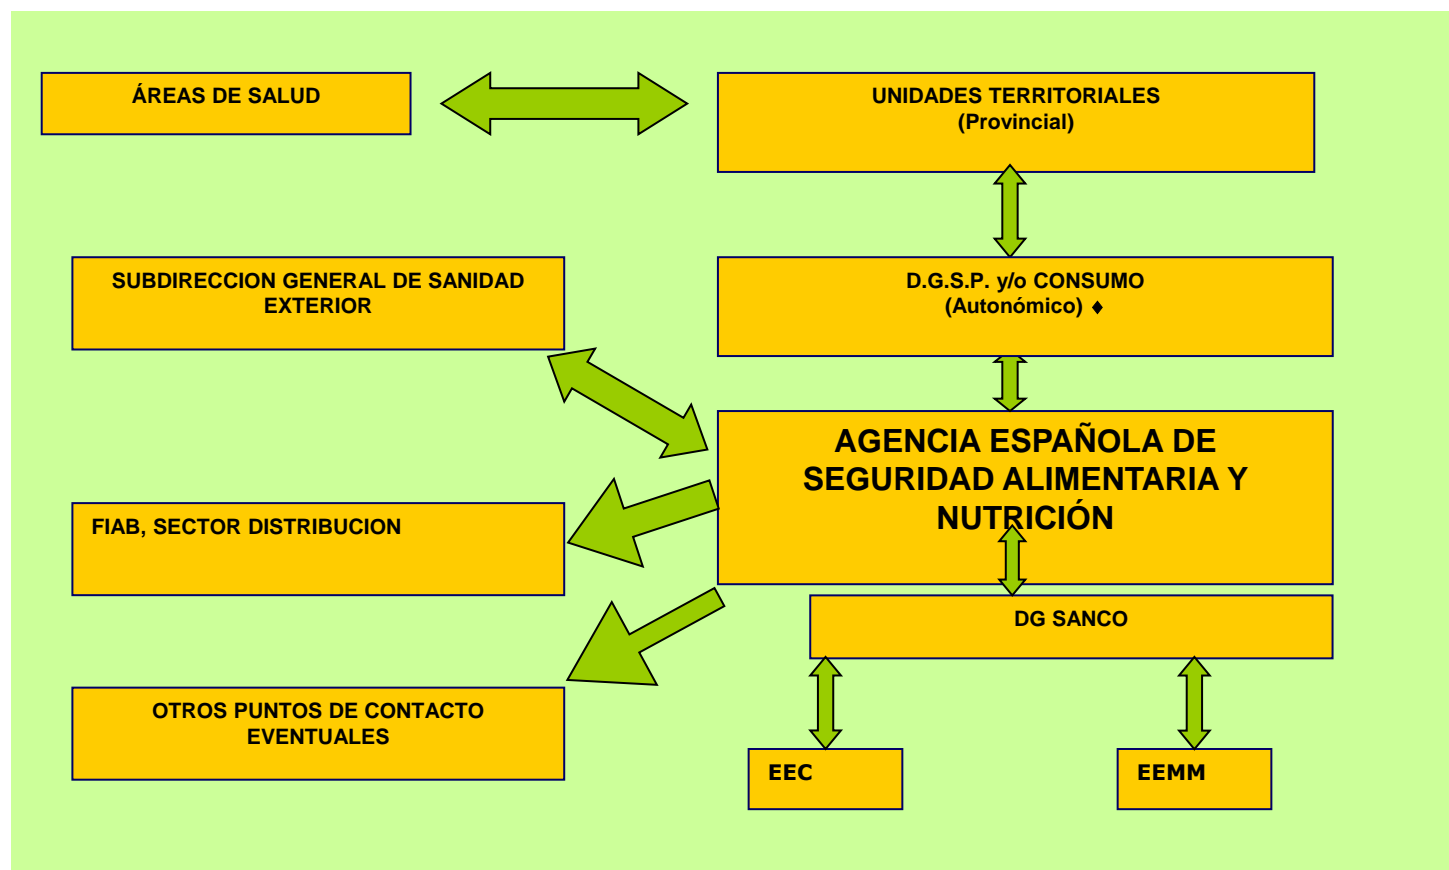 ÁREAS DE SALUD
UNIDADES TERRITORIALES
(Provincial)
SUBDIRECCION GENERAL DE SANIDAD
EXTERIOR
D.G.S.P. y/o CONSUMO
(Autonómico) ♦
AGENCIA ESPAÑOLA DE
SEGURIDAD ALIMENTARIA Y
NUTRICIÓN
FIAB, SECTOR DISTRIBUCION
DG SANCO
OTROS PUNTOS DE CONTACTO
EVENTUALES
EEC
EEMM